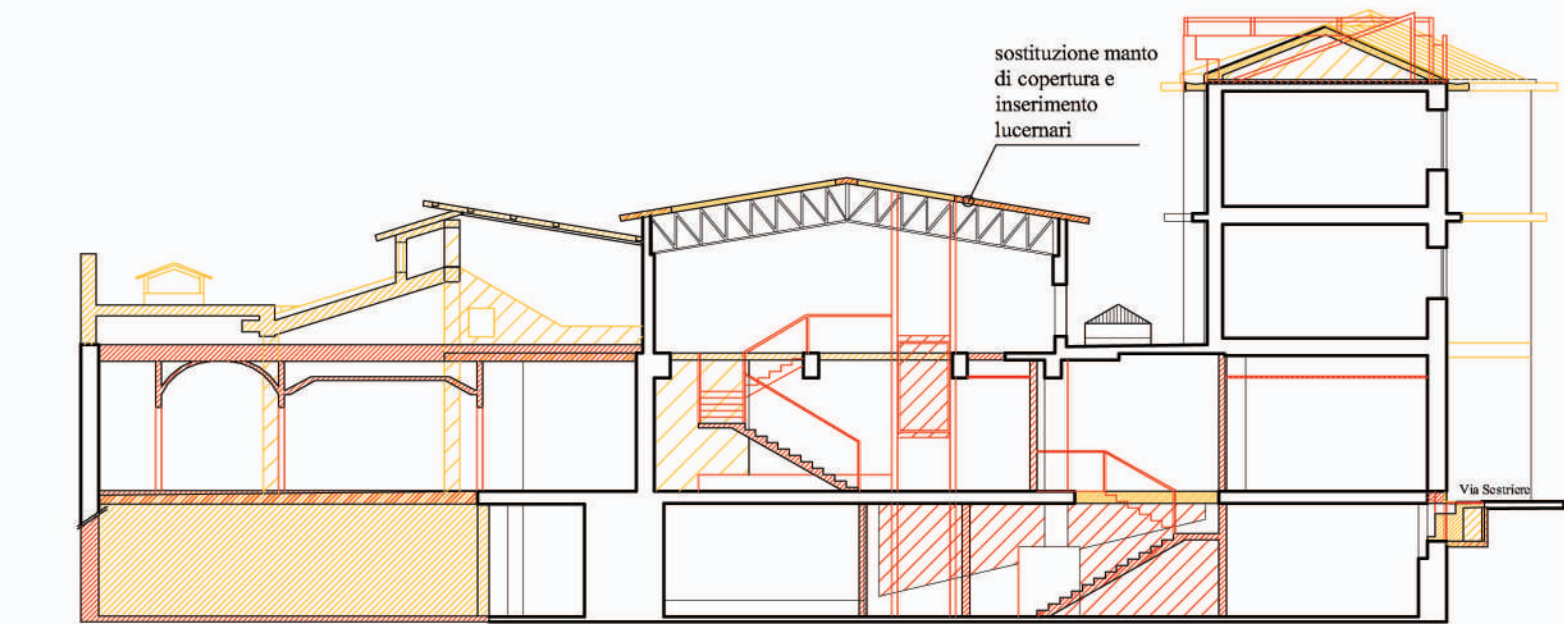 sostituzione manto
di copertura e
inserimento
lucernari
Via Sestriere